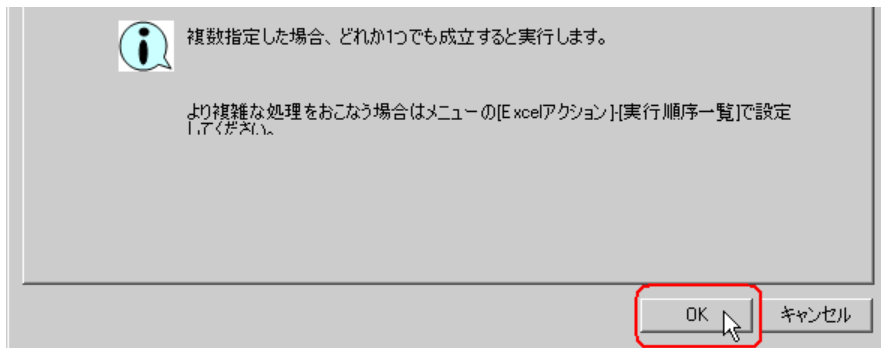 複数指定した場合、どれか1つでも成立すると実行します。
より複雑な処理をおこなう場合はメニューの[Excelアクション]-[実行順序一覧]で設定
してください。
OK
キャンセル